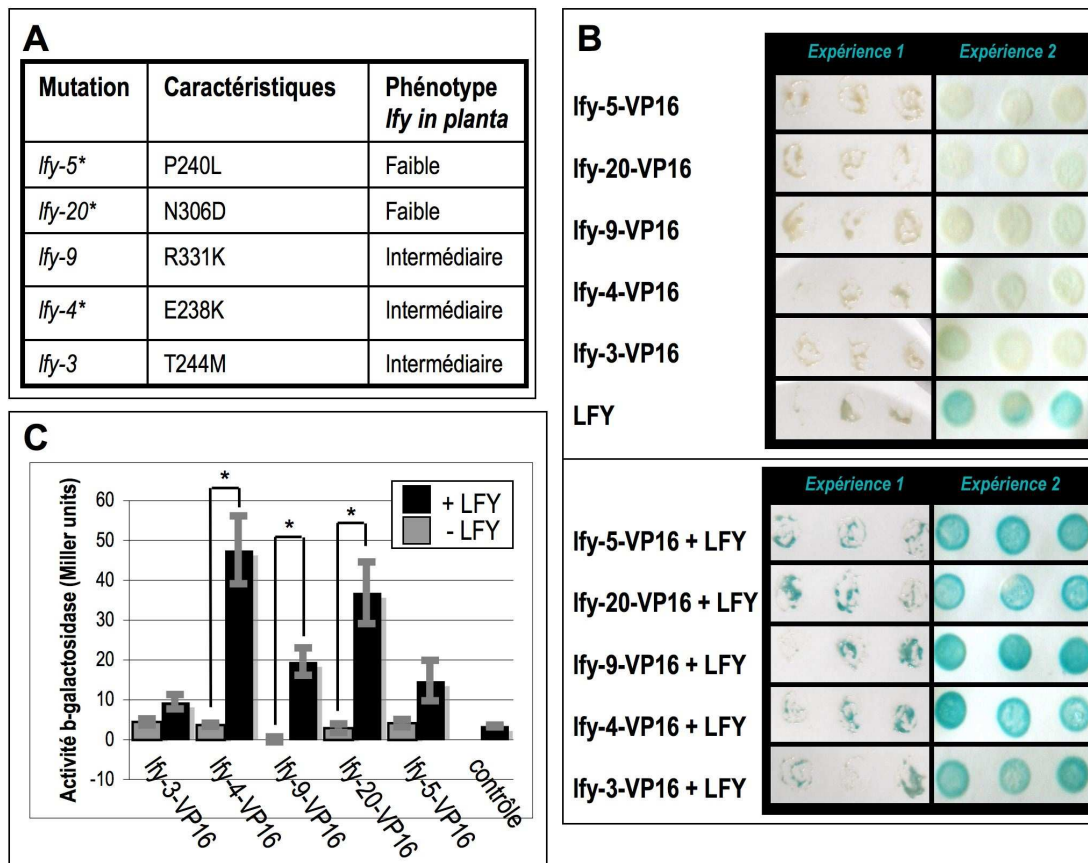 A
Mutation Caractéristiques Phénotype
lfy in planta
lfy-5* P240L Faible
lfy-20* N306D Faible
lfy-9 R331K Intermédiaire
lfy-4* E238K Intermédiaire
lfy-3 T244M Intermédiaire
B
Expérience 1 Expérience 2
lfy-5-VP16
lfy-20-VP16
lfy-9-VP16
lfy-4-VP16
lfy-3-VP16
LFY
Expérience 1 Expérience 2
lfy-5-VP16 + LFY
lfy-20-VP16 + LFY
lfy-9-VP16 + LFY
lfy-4-VP16 + LFY
lfy-3-VP16 + LFY
C
Activité b-galactosidase (Miller units)
60
50
40
30
20
10
0
-10
* * *
+ LFY
- LFY
lfy-3-VP16
lfy-4-VP16
lfy-9-VP16
lfy-20-VP16
lfy-5-VP16
contrôle